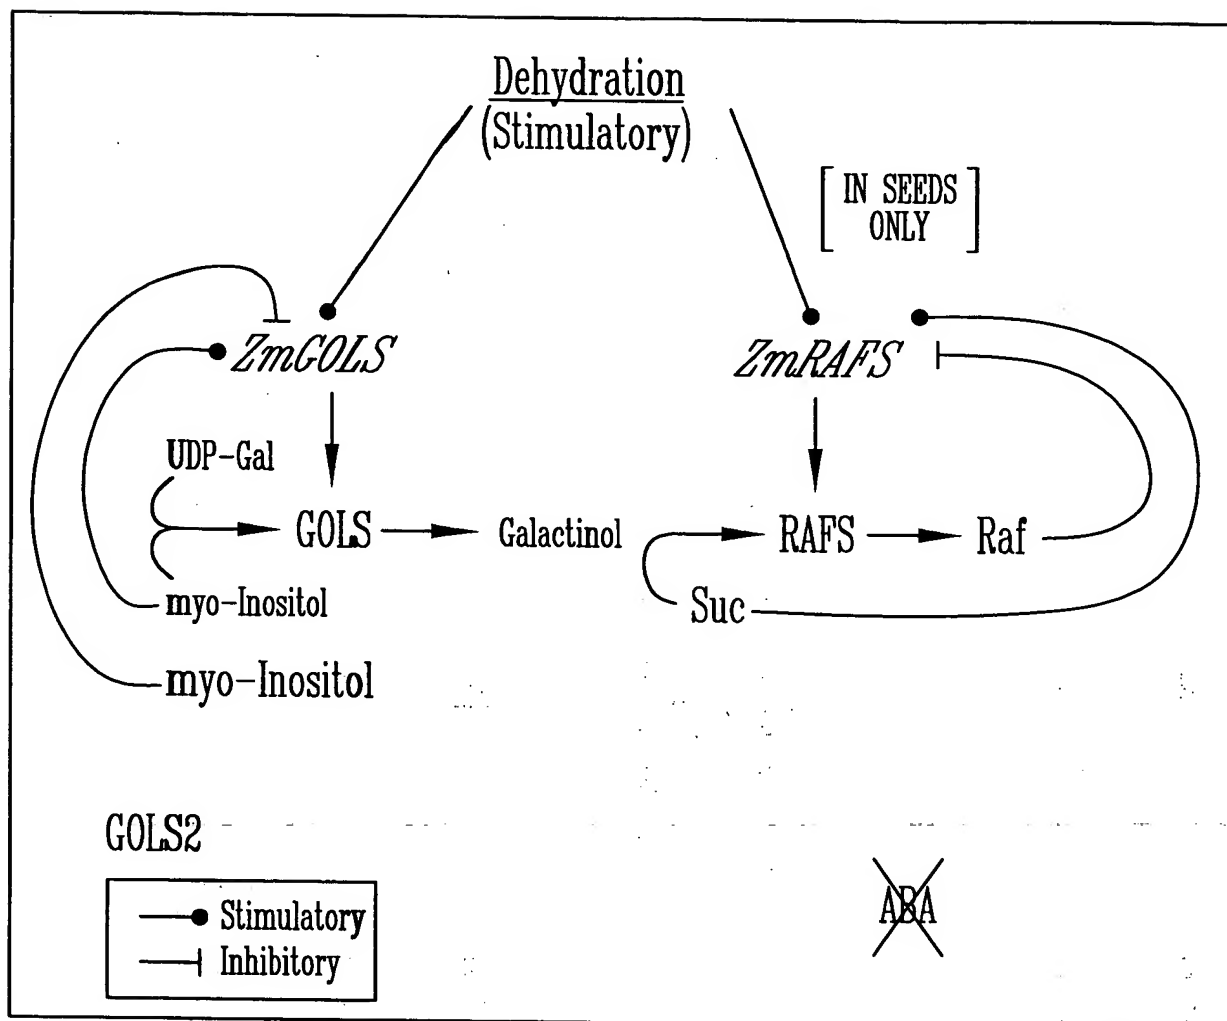 Dehydration
(Stimulatory)
[ IN SEEDS
ONLY ]
ZmGOLS
ZmRAFS
UDP-Gal
GOLS
Galactinol
RAFS
Raf
myo-Inositol
Suc
myo-Inositol
GOLS2
ABA
Stimulatory
Inhibitory